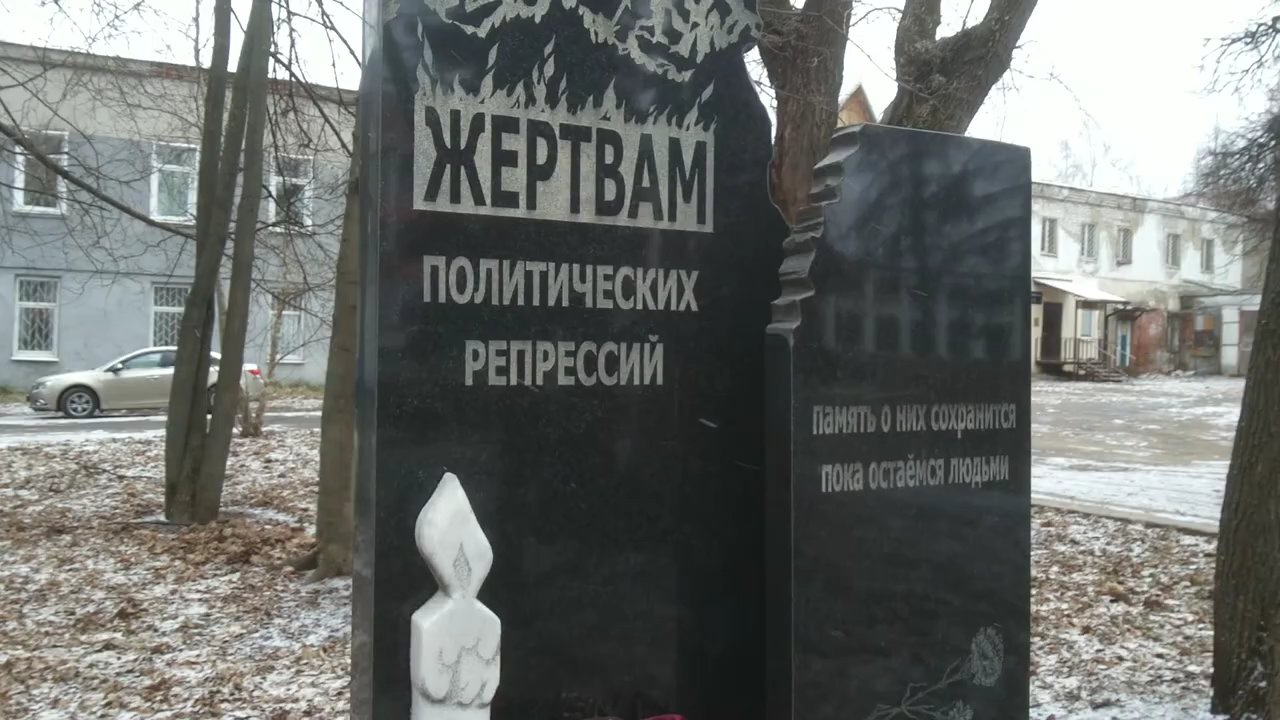 ЖЕРТВАМ
ПОЛИТИЧЕСКИХ
РЕПРЕССИЙ
память о них сохранится
пока остаёмся людьми